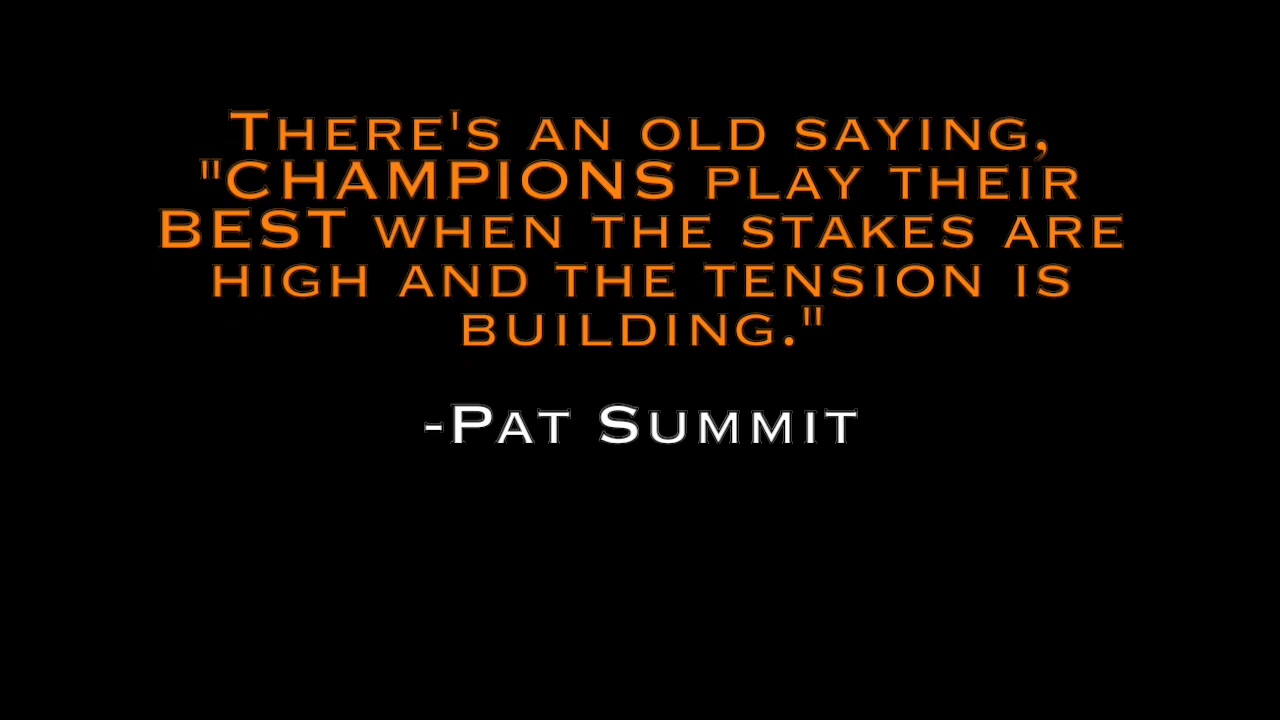 There's an old saying,
"CHAMPIONS play their
BEST when the stakes are
high and the tension is
building."
-Pat Summit